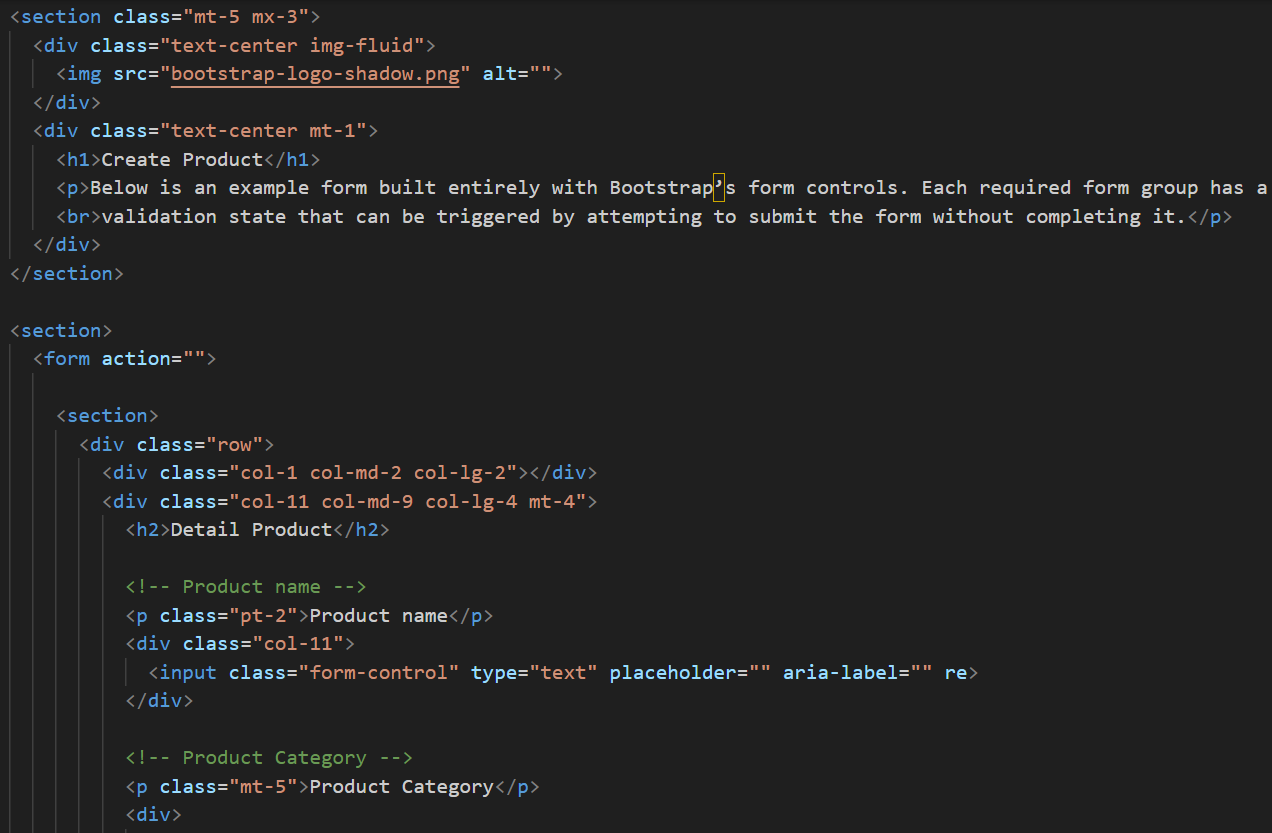 <section class="mt-5 mx-3">
<div class="text-center img-fluid">
<img src="bootstrap-logo-shadow.png" alt="">
</div>
<div class="text-center mt-1">
<h1>Create Product</h1>
<p>Below is an example form built entirely with Bootstrap’s form controls. Each required form group has a
<br>validation state that can be triggered by attempting to submit the form without completing it.</p>
</div>
</section>
<section>
<form action="">
<section>
<div class="row">
<div class="col-1 col-md-2 col-lg-2"></div>
<div class="col-11 col-md-9 col-lg-4 mt-4">
<h2>Detail Product</h2>
<!-- Product name -->
<p class="pt-2">Product name</p>
<div class="col-11">
<input class="form-control" type="text" placeholder="" aria-label="" re>
</div>
<!-- Product Category -->
<p class="mt-5">Product Category</p>
<div>